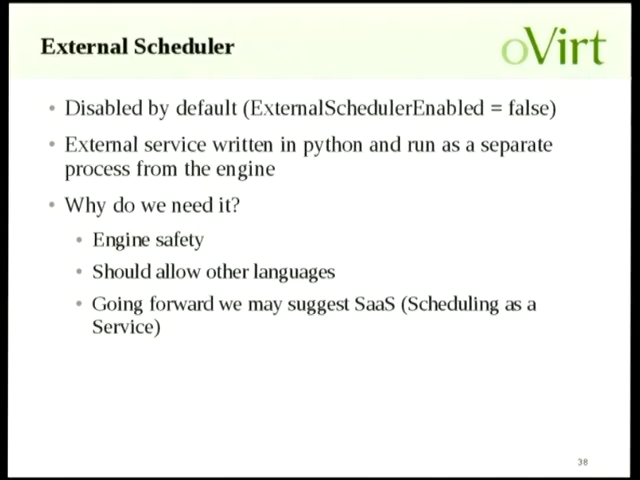 External Scheduler
oVirt
• Disabled by default (ExternalSchedulerEnabled = false)
• External service written in python and run as a separate
process from the engine
• Why do we need it?
• Engine safety
• Should allow other languages
• Going forward we may suggest SaaS (Scheduling as a
Service)
38